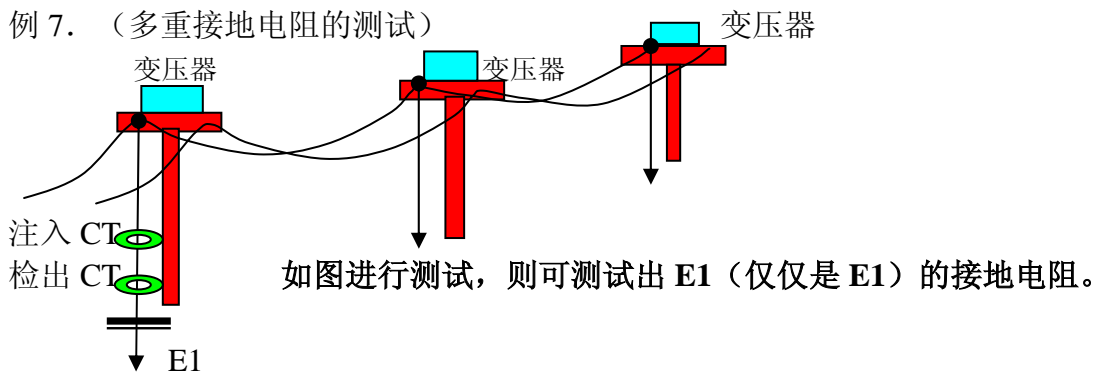 例 7． （多重接地电阻的测试）
变压器
变压器
变压器
注入 CT
检出 CT
如图进行测试，则可测试出 E1（仅仅是 E1）的接地电阻。
E1